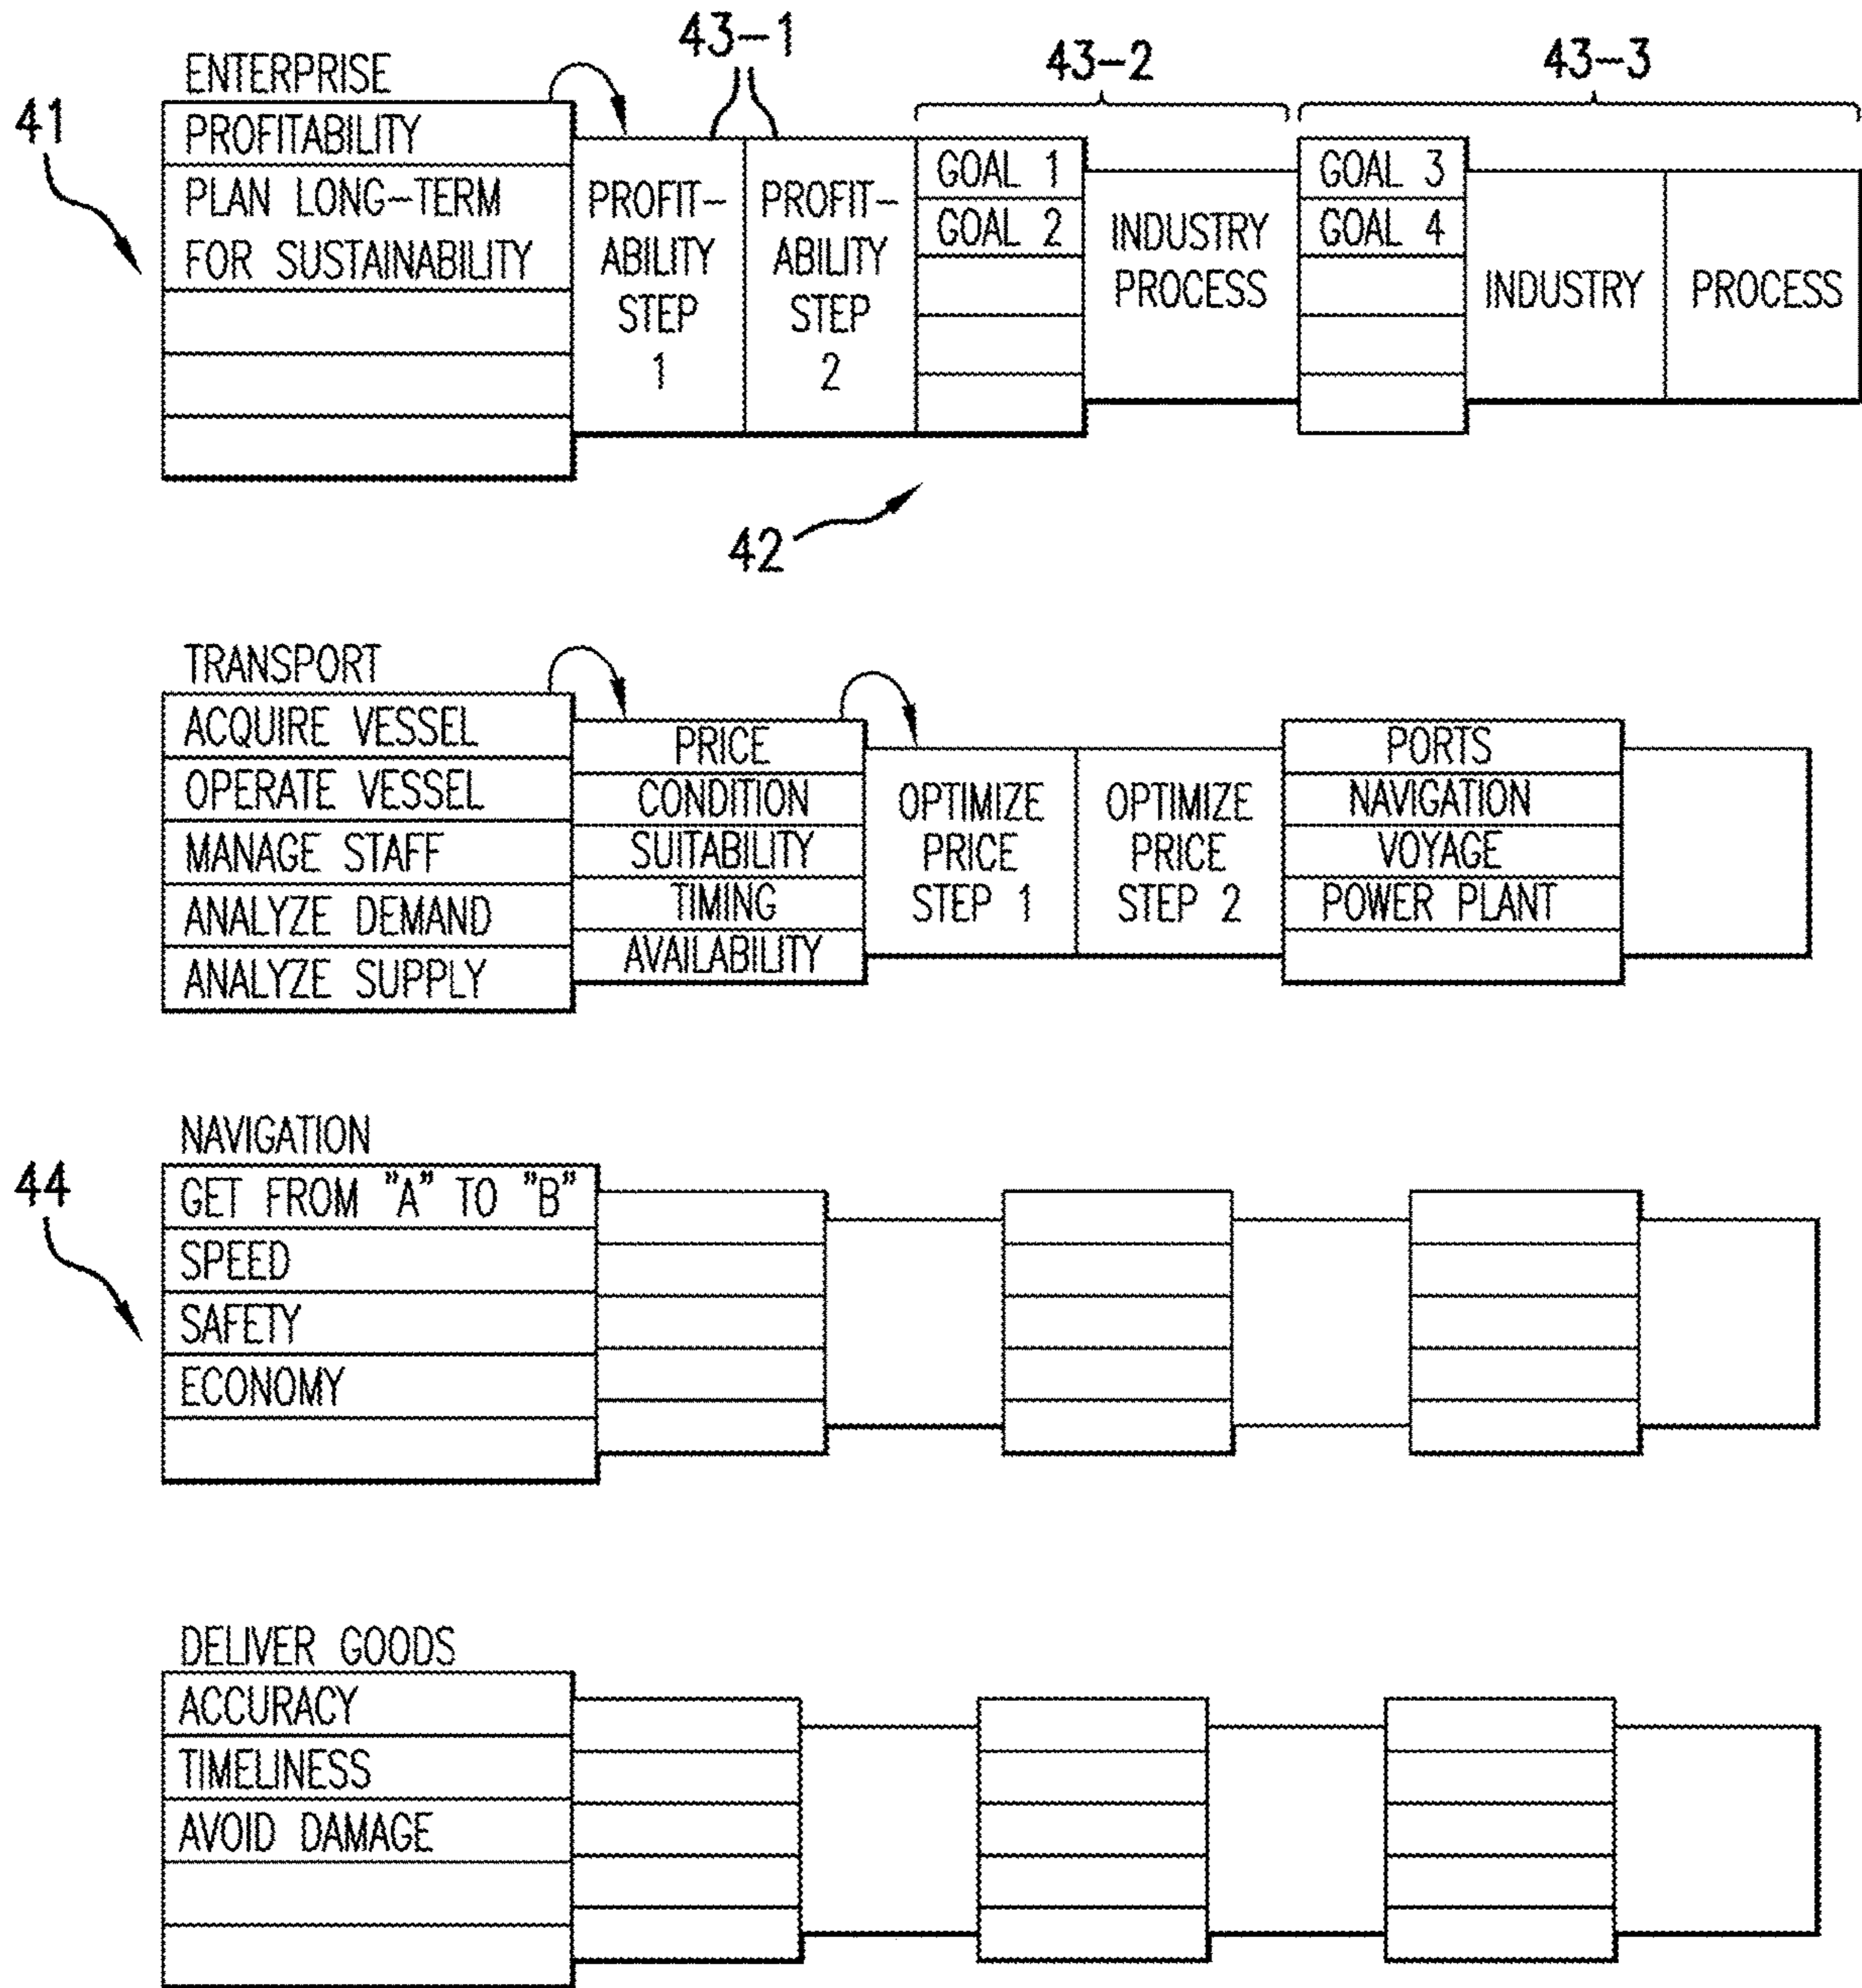 43-1
43-2
43-3
ENTERPRISE
41
PROFITABILITY
PLAN LONG-TERM
FOR SUSTAINABILITY
PROFIT-
ABILITY
STEP
1
PROFIT-
ABILITY
STEP
2
GOAL 1
GOAL 2
INDUSTRY
PROCESS
GOAL 3
GOAL 4
INDUSTRY
PROCESS
42
TRANSPORT
ACQUIRE VESSEL
OPERATE VESSEL
MANAGE STAFF
ANALYZE DEMAND
ANALYZE SUPPLY
PRICE
CONDITION
SUITABILITY
TIMING
AVAILABILITY
OPTIMIZE
PRICE
STEP 1
OPTIMIZE
PRICE
STEP 2
PORTS
NAVIGATION
VOYAGE
POWER PLANT
NAVIGATION
44
GET FROM "A" TO "B"
SPEED
SAFETY
ECONOMY
DELIVER GOODS
ACCURACY
TIMELINESS
AVOID DAMAGE